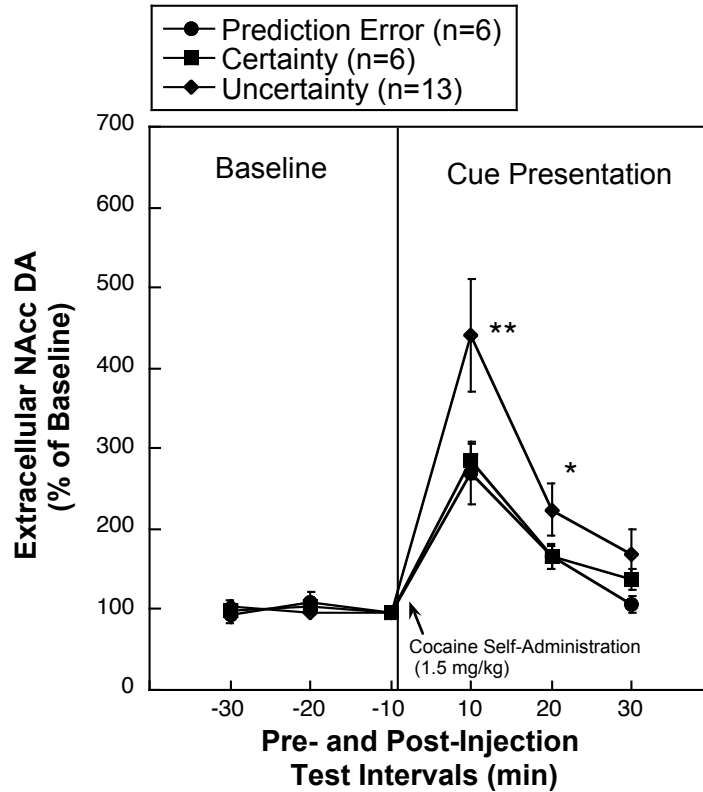 Prediction Error (n=6)
Certainty (n=6)
Uncertainty (n=13)
700
600
500
400
300
200
100
0
Extracellular NAcc DA
(% of Baseline)
Baseline
Cue Presentation
**
*
Cocaine Self-Administration
(1.5 mg/kg)
-30 -20 -10 10 20 30
Pre- and Post-Injection
Test Intervals (min)